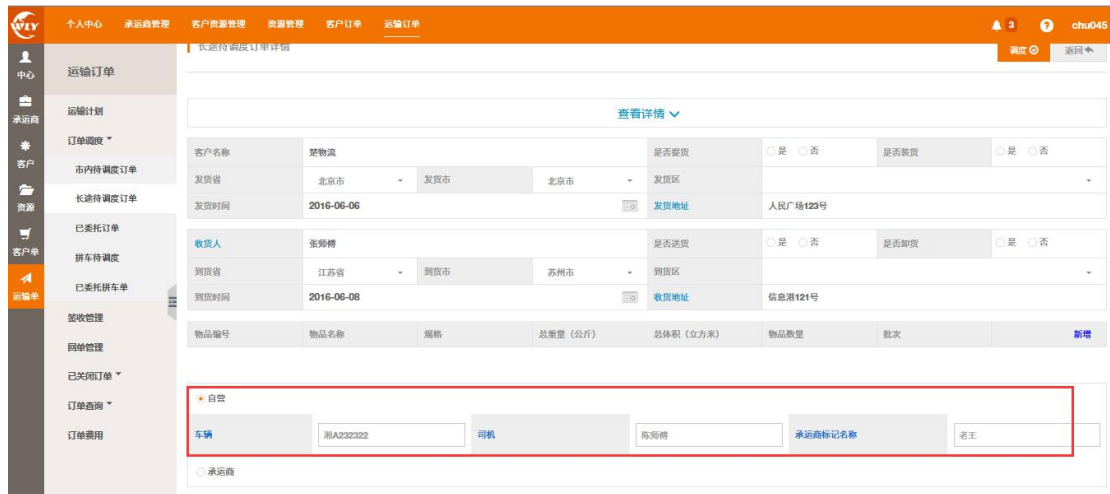 WLY 个人中心 承运商管理 客户资源管理 资源管理 客户订单 运输订单 3 ? chu045
长途待调度订单详情 调度 返回
中心
承运商
客户
资源
客户单
运输单
运输订单
运输计划
订单调度
市内待调度订单
长途待调度订单
已委托订单
拼车待调度
已委托拼车单
签收管理
回单管理
已关闭订单
订单查询
订单费用
查看详情
客户名称 楚物流 是否提货 是 否 是否装货 是 否
发货省 北京市 发货市 北京市 发货区
发货时间 2016-06-06 发货地址 人民广场123号
收货人 张师傅 是否送货 是 否 是否卸货 是 否
到货省 江苏省 到货市 苏州市 到货区
到货时间 2016-06-08 收货地址 信息港121号
物品编号 物品名称 规格 总重量（公斤） 总体积（立方米） 物品数量 批次 新增
自营
车辆 湘A232322 司机 陈师傅 承运商标记名称 老王
承运商